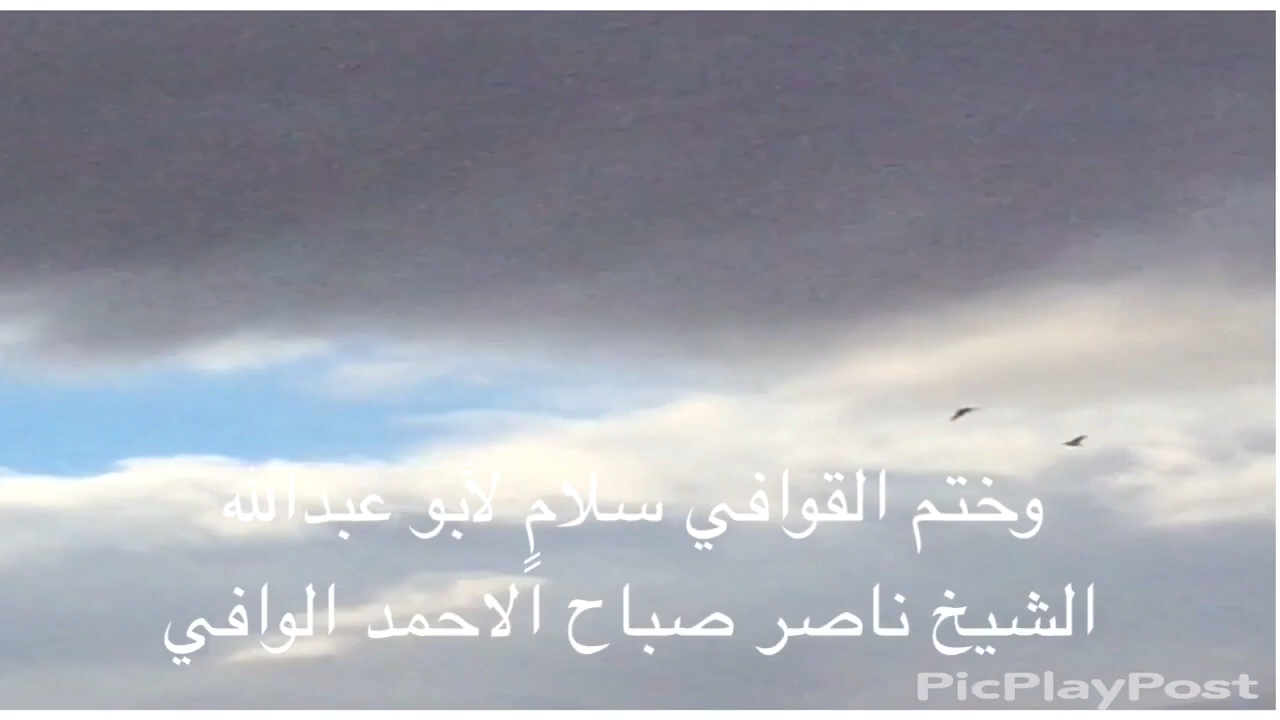 وختم القوافي سلامٍ لأبو عبدالله
الشيخ ناصر صباح الاحمد الوافي
PicPlayPost